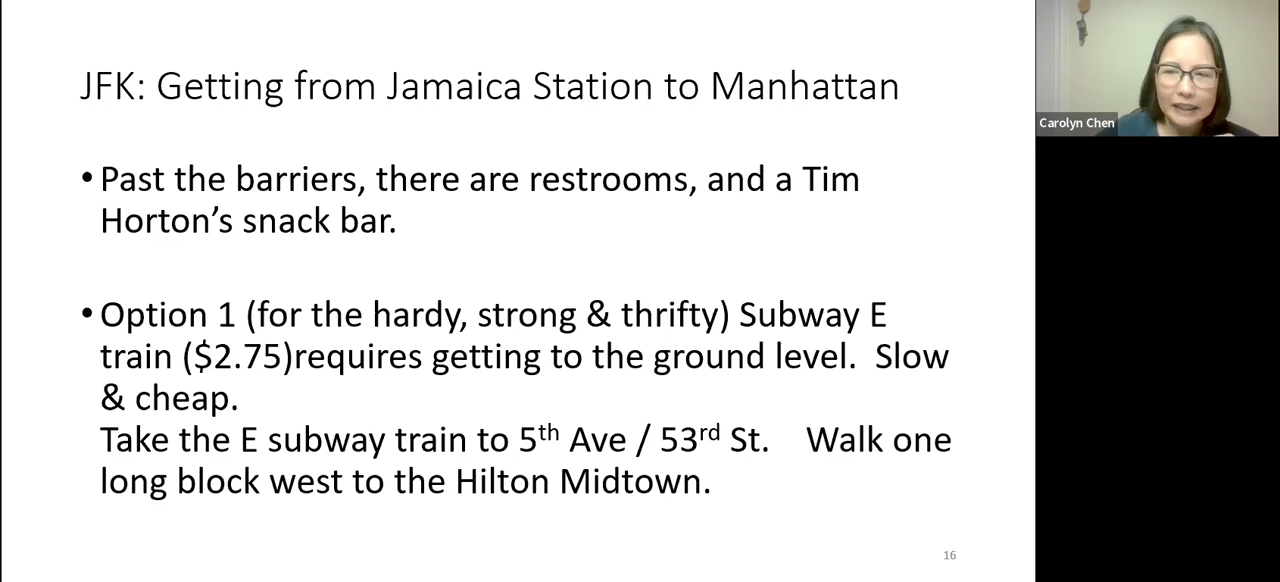 JFK: Getting from Jamaica Station to Manhattan
• Past the barriers, there are restrooms, and a Tim
Horton’s snack bar.
• Option 1 (for the hardy, strong & thrifty) Subway E
train ($2.75)requires getting to the ground level.  Slow
& cheap.
Take the E subway train to 5th Ave / 53rd St.    Walk one
long block west to the Hilton Midtown.
16
Carolyn Chen